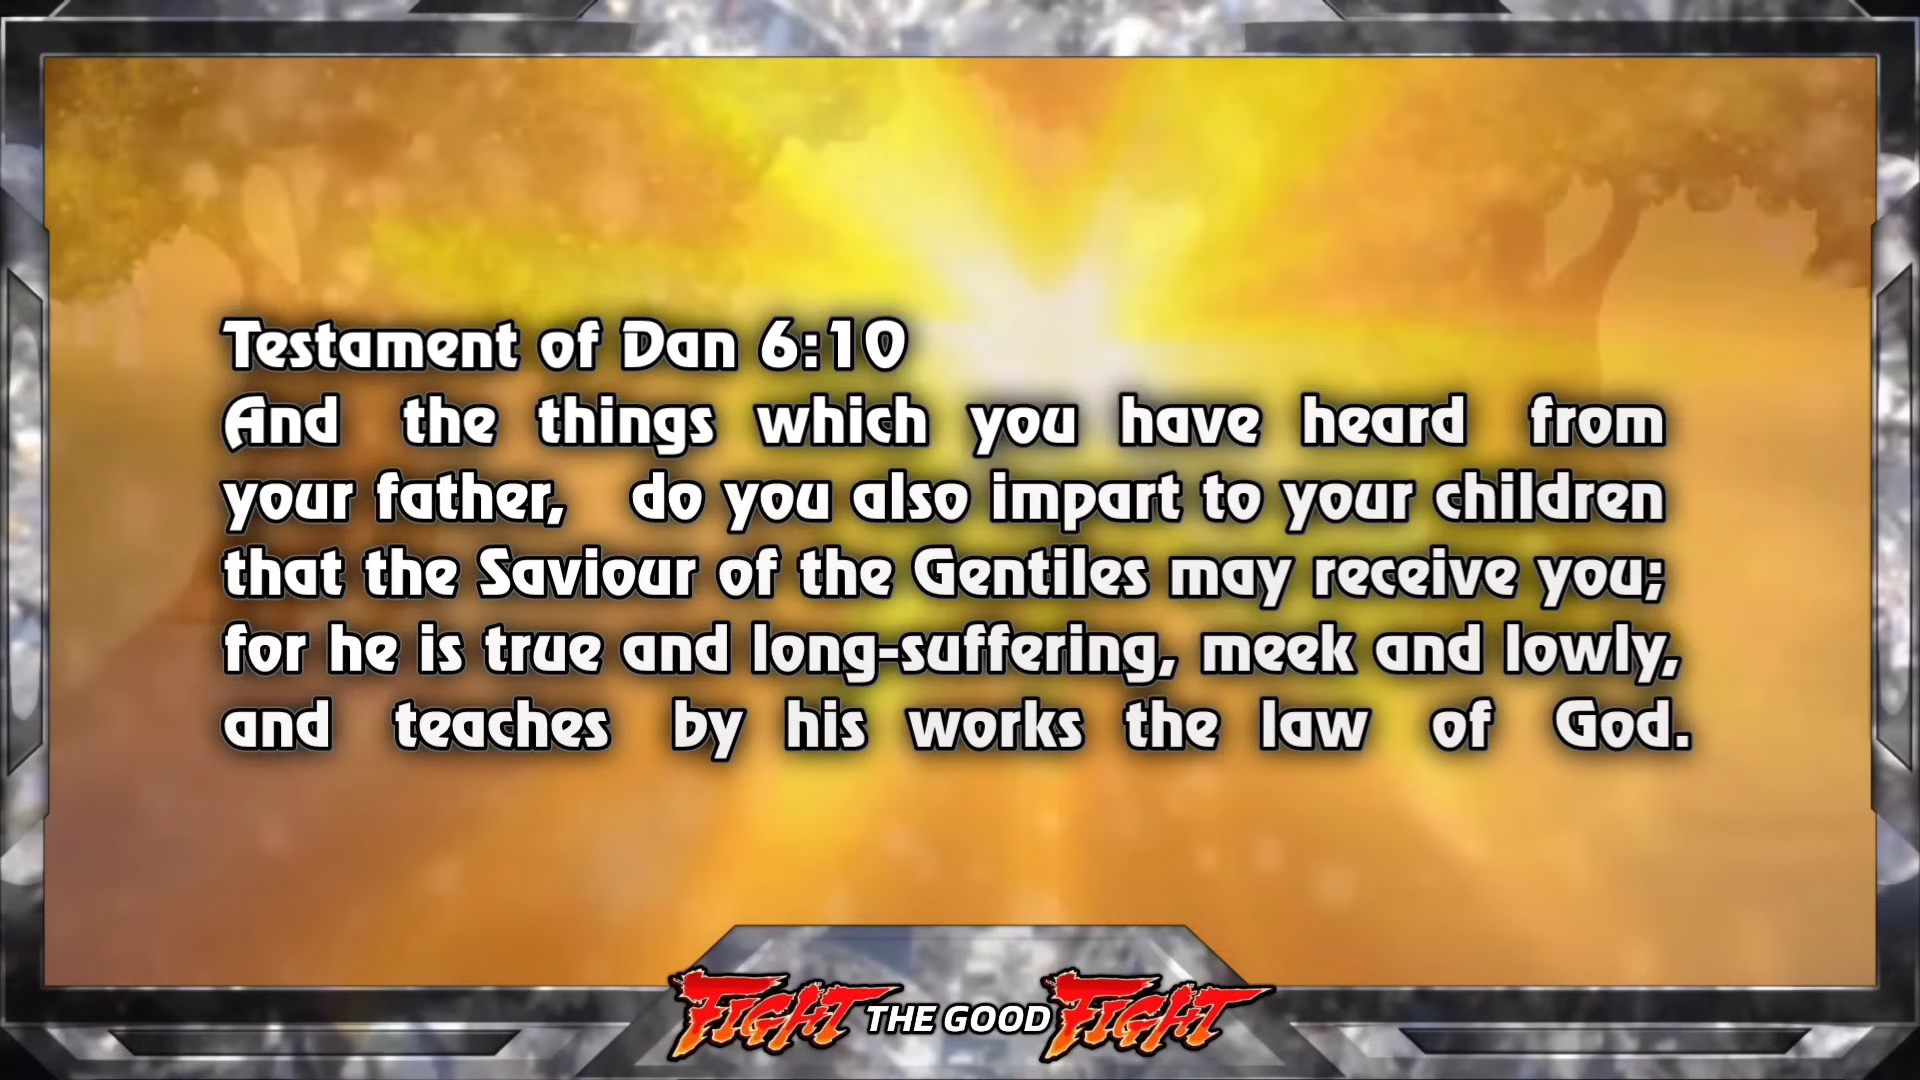 Testament of Dan 6:10
And the things which you have heard from
your father, do you also impart to your children
that the Saviour of the Gentiles may receive you;
for he is true and long-suffering, meek and lowly,
and teaches by his works the law of God.
FIGHT THE GOOD FIGHT